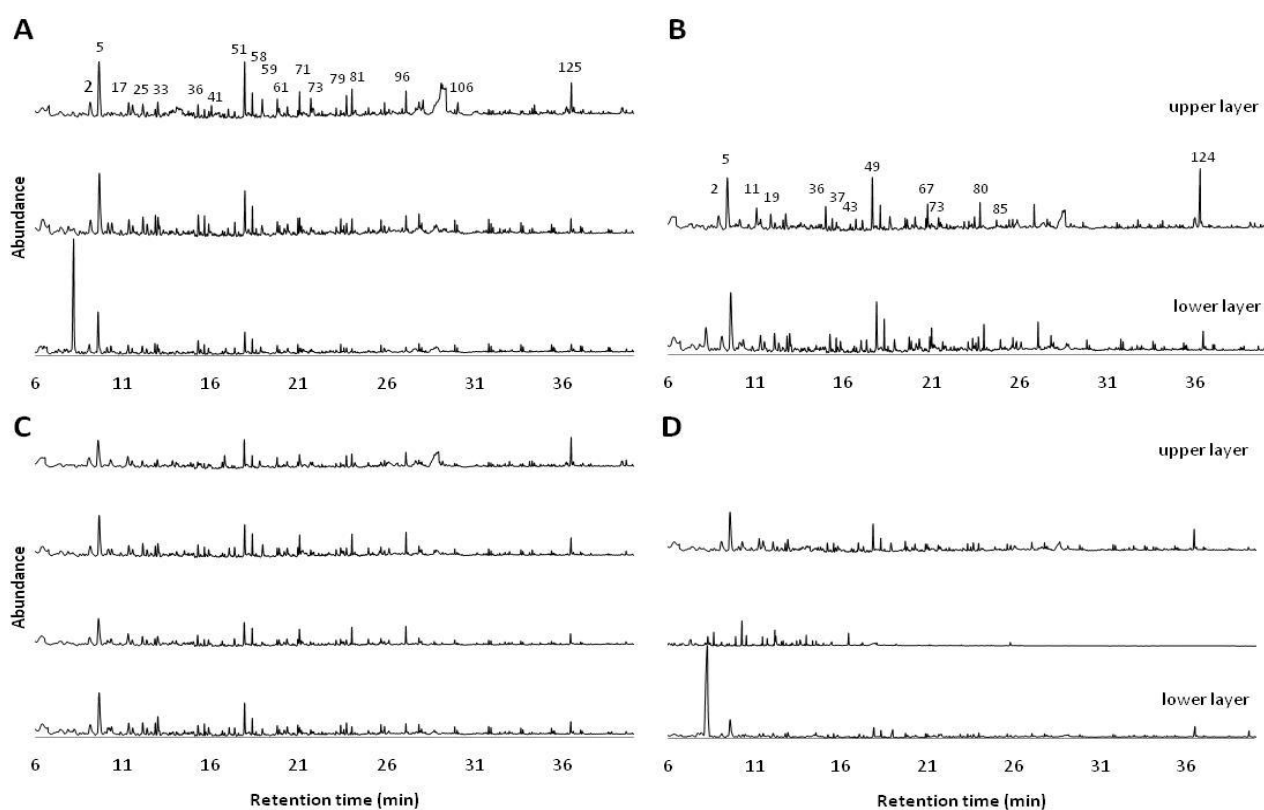 A
5
2
17
25
33
36
41
51
58
59
61
71
73
79
81
96
106
125
Abundance
6 11 16 21 26 31 36
B
upper layer
5
2
11
19
36
37
43
49
67
73
80
85
124
lower layer
6 11 16 21 26 31 36
C
Abundance
6 11 16 21 26 31 36
Retention time (min)
D
upper layer
lower layer
6 11 16 21 26 31 36
Retention time (min)